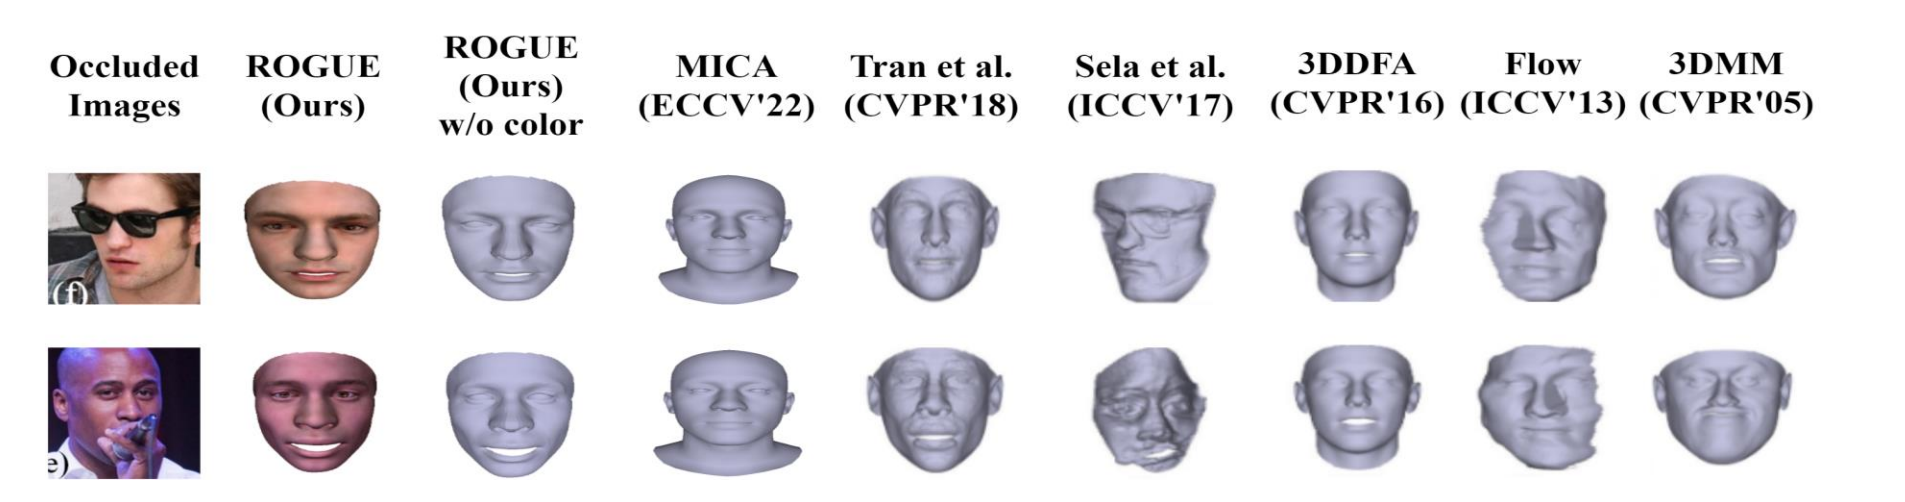 Occluded
Images
ROGUE
(Ours)
ROGUE
(Ours)
w/o color
MICA
(ECCV'22)
Tran et al.
(CVPR'18)
Sela et al.
(ICCV'17)
3DDFA
(CVPR'16)
Flow
(ICCV'13)
3DMM
(CVPR'05)
(f)
e)